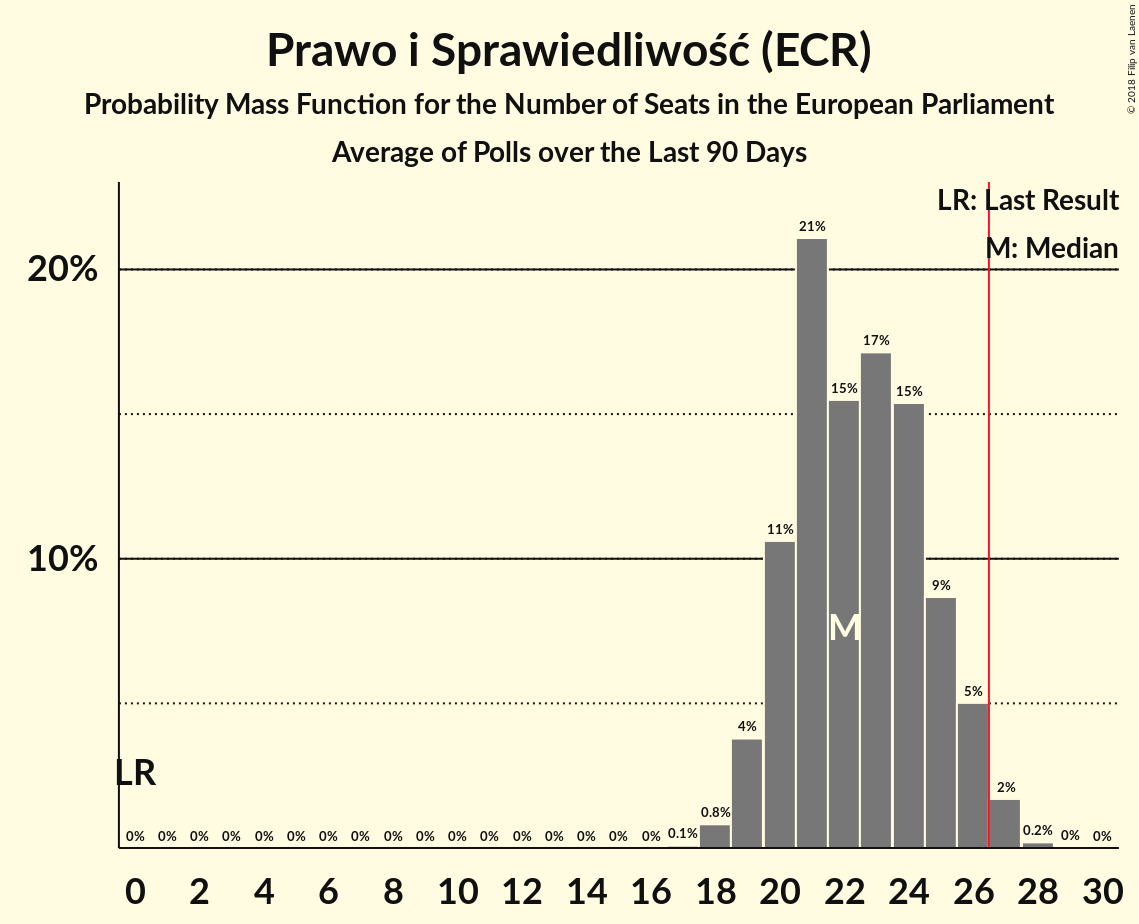 Prawo i Sprawiedliwość (ECR)
Probability Mass Function for the Number of Seats in the European Parliament
Average of Polls over the Last 90 Days
© 2018 Filip van Laenen
LR: Last Result
M: Median
20%
10%
21%
17%
15%
15%
11%
9%
M
5%
4%
LR
2%
0.8%
0.2%
0.1%
0% 0% 0% 0% 0% 0% 0% 0% 0% 0% 0% 0% 0% 0% 0% 0% 0% 0% 0%
0 2 4 6 8 10 12 14 16 18 20 22 24 26 28 30